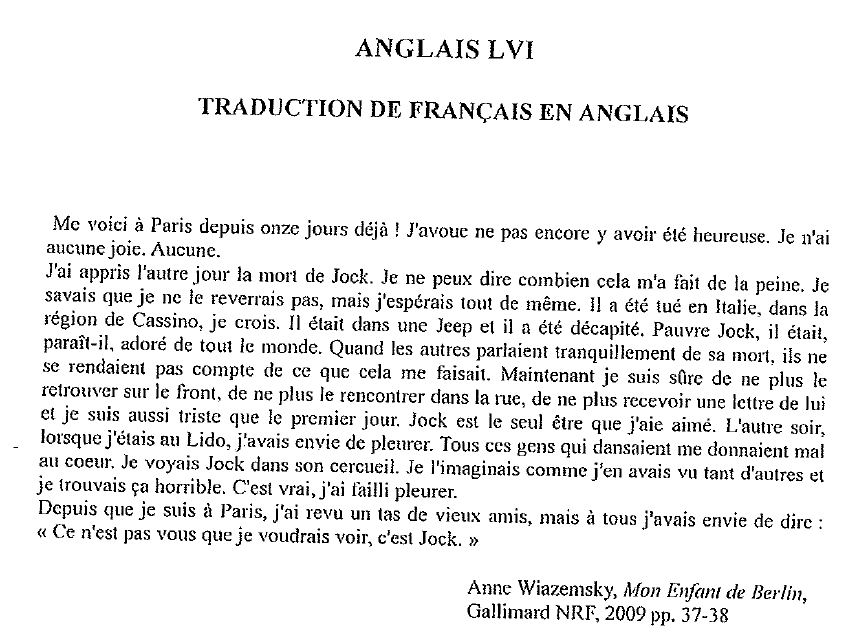 ANGLAIS LVI
TRADUCTION DE FRANÇAIS EN ANGLAIS
Me voici à Paris depuis onze jours déjà ! J'avoue ne pas encore y avoir été heureuse. Je n'ai
aucune joie. Aucune.
J'ai appris l'autre jour la mort de Jock. Je ne peux dire combien cela m'a fait de la peine. Je
savais que je ne le reverrais pas, mais j'espérais tout de même. Il a été tué en Italie, dans la
région de Cassino, je crois. Il était dans une Jeep et il a été décapité. Pauvre Jock, il était,
paraît-il, adoré de tout le monde. Quand les autres parlaient tranquillement de sa mort, ils ne
se rendaient pas compte de ce que cela me faisait. Maintenant je suis sûre de ne plus le
retrouver sur le front, de ne plus le rencontrer dans la rue, de ne plus recevoir une lettre de lui
et je suis aussi triste que le premier jour. Jock est le seul être que j'aie aimé. L'autre soir,
lorsque j'étais au Lido, j'avais envie de pleurer. Tous ces gens qui dansaient me donnaient mal
au coeur. Je voyais Jock dans son cercueil. Je l'imaginais comme j'en avais vu tant d'autres et
je trouvais ça horrible. C'est vrai, j'ai failli pleurer.
Depuis que je suis à Paris, j'ai revu un tas de vieux amis, mais à tous j'avais envie de dire :
« Ce n'est pas vous que je voudrais voir, c'est Jock. »
Anne Wiazemsky, Mon Enfant de Berlin,
Gallimard NRF, 2009 pp. 37-38